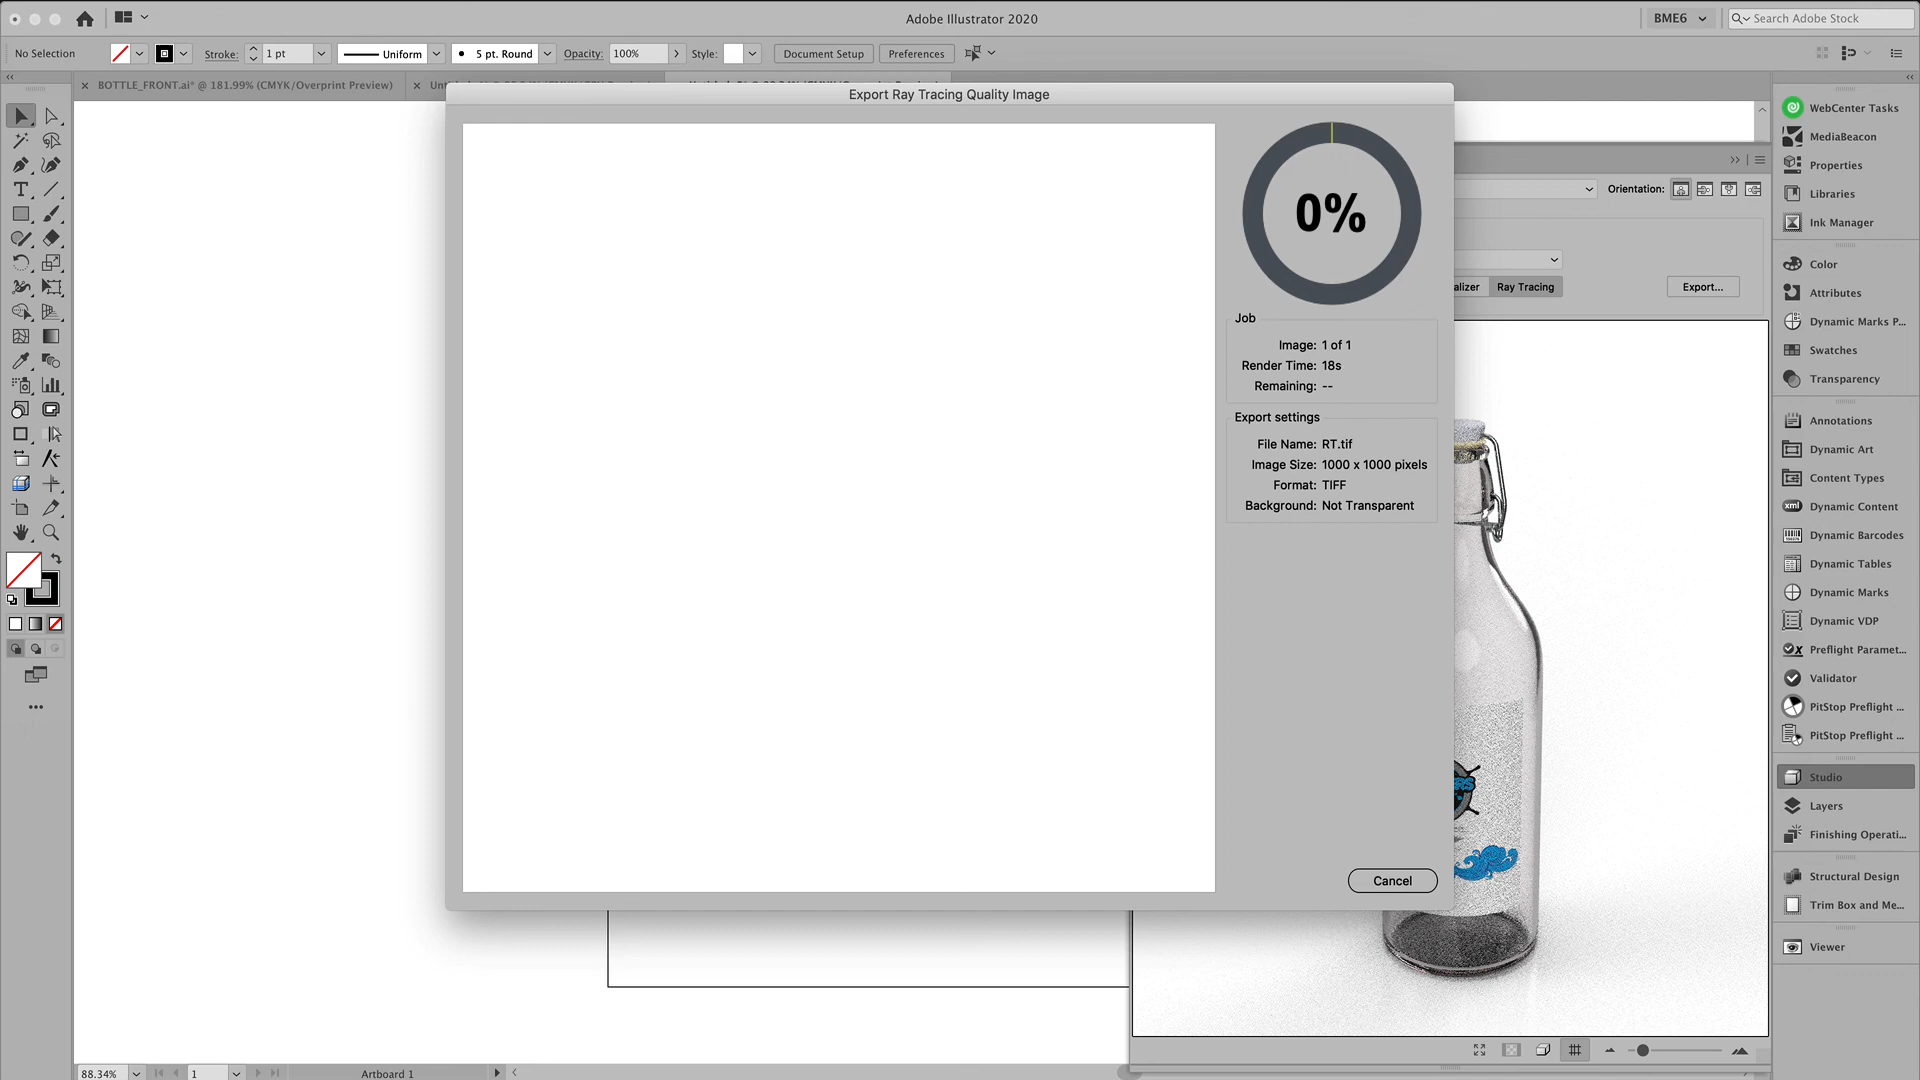 Adobe Illustrator 2020
BME6
Search Adobe Stock
No Selection
Stroke:
1 pt
Uniform
5 pt. Round
Opacity:
100%
Style:
Document Setup
Preferences
BOTTLE_FRONT.ai* @ 181.99% (CMYK/Overprint Preview)
Export Ray Tracing Quality Image
0%
Job
Image: 1 of 1
Render Time: 18s
Remaining: --
Export settings
File Name: RT.tif
Image Size: 1000 x 1000 pixels
Format: TIFF
Background: Not Transparent
Cancel
Orientation:
alizer
Ray Tracing
Export...
WebCenter Tasks
MediaBeacon
Properties
Libraries
Ink Manager
Color
Attributes
Dynamic Marks P...
Swatches
Transparency
Annotations
Dynamic Art
Content Types
xml
Dynamic Content
Dynamic Barcodes
Dynamic Tables
Dynamic Marks
Dynamic VDP
Preflight Paramet...
Validator
PitStop Preflight ...
PitStop Preflight ...
Studio
Layers
Finishing Operati...
Structural Design
Trim Box and Me...
Viewer
88.34%
1
Artboard 1